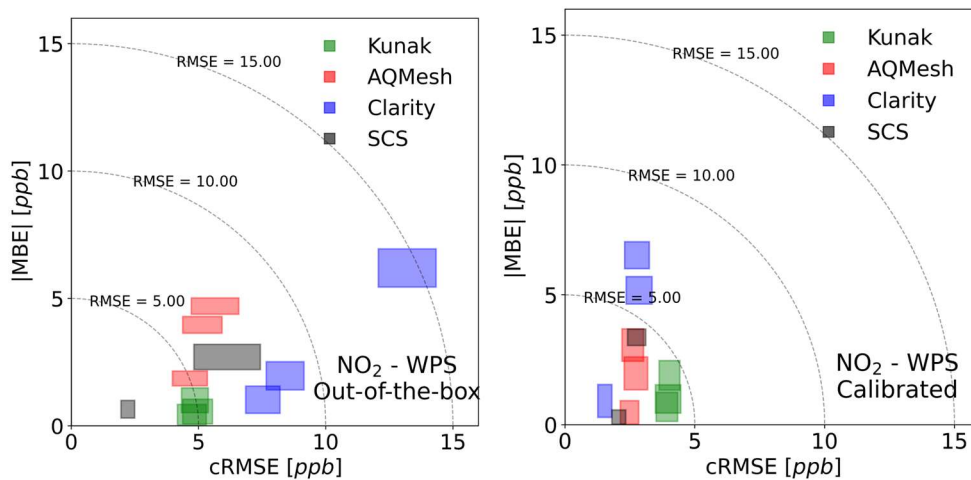 15
10
5
0
0
5
10
15
|MBE| [ppb]
cRMSE [ppb]
RMSE = 15.00
RMSE = 10.00
RMSE = 5.00
Kunak
AQMesh
Clarity
SCS
NO₂ - WPS
Out-of-the-box
15
10
5
0
0
5
10
15
|MBE| [ppb]
cRMSE [ppb]
RMSE = 15.00
RMSE = 10.00
RMSE = 5.00
Kunak
AQMesh
Clarity
SCS
NO₂ - WPS
Calibrated